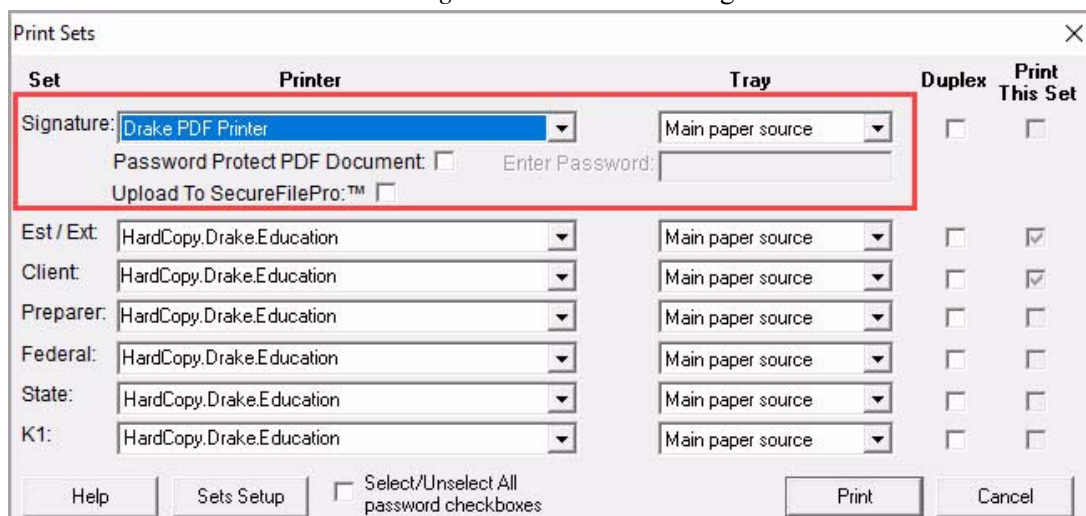 Print Sets
Set Printer Tray Duplex Print This Set
Signature: Drake PDF Printer Main paper source
Password Protect PDF Document: Enter Password:
Upload To SecureFilePro:™
Est / Ext: HardCopy.Drake.Education Main paper source
Client: HardCopy.Drake.Education Main paper source
Preparer: HardCopy.Drake.Education Main paper source
Federal: HardCopy.Drake.Education Main paper source
State: HardCopy.Drake.Education Main paper source
K1: HardCopy.Drake.Education Main paper source
Help Sets Setup Select/Unselect All password checkboxes Print Cancel